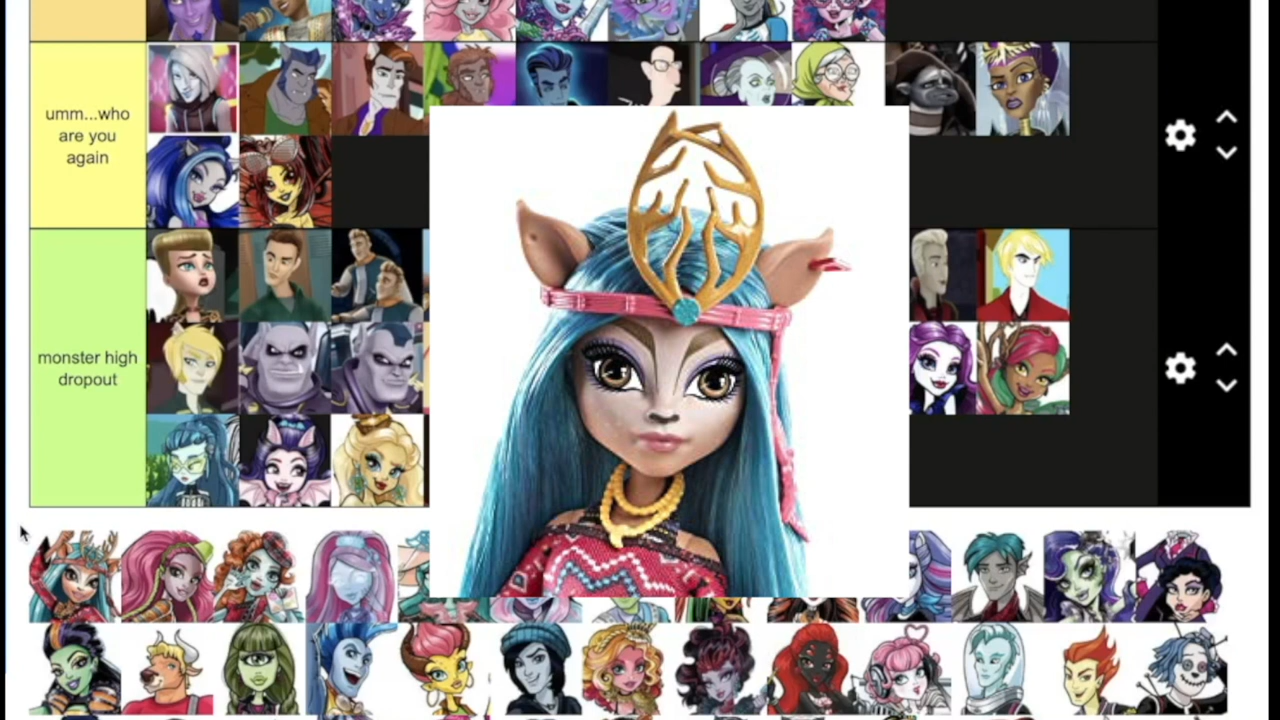 umm...who
are you
again
monster high
dropout